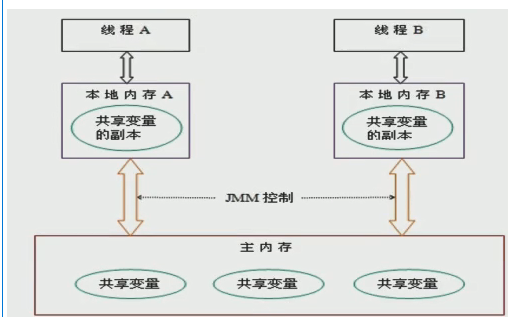 线程 A
线程 B
本地内存 A
本地内存 B
共享变量
的副本
共享变量
的副本
JMM 控制
主内存
共享变量
共享变量
共享变量